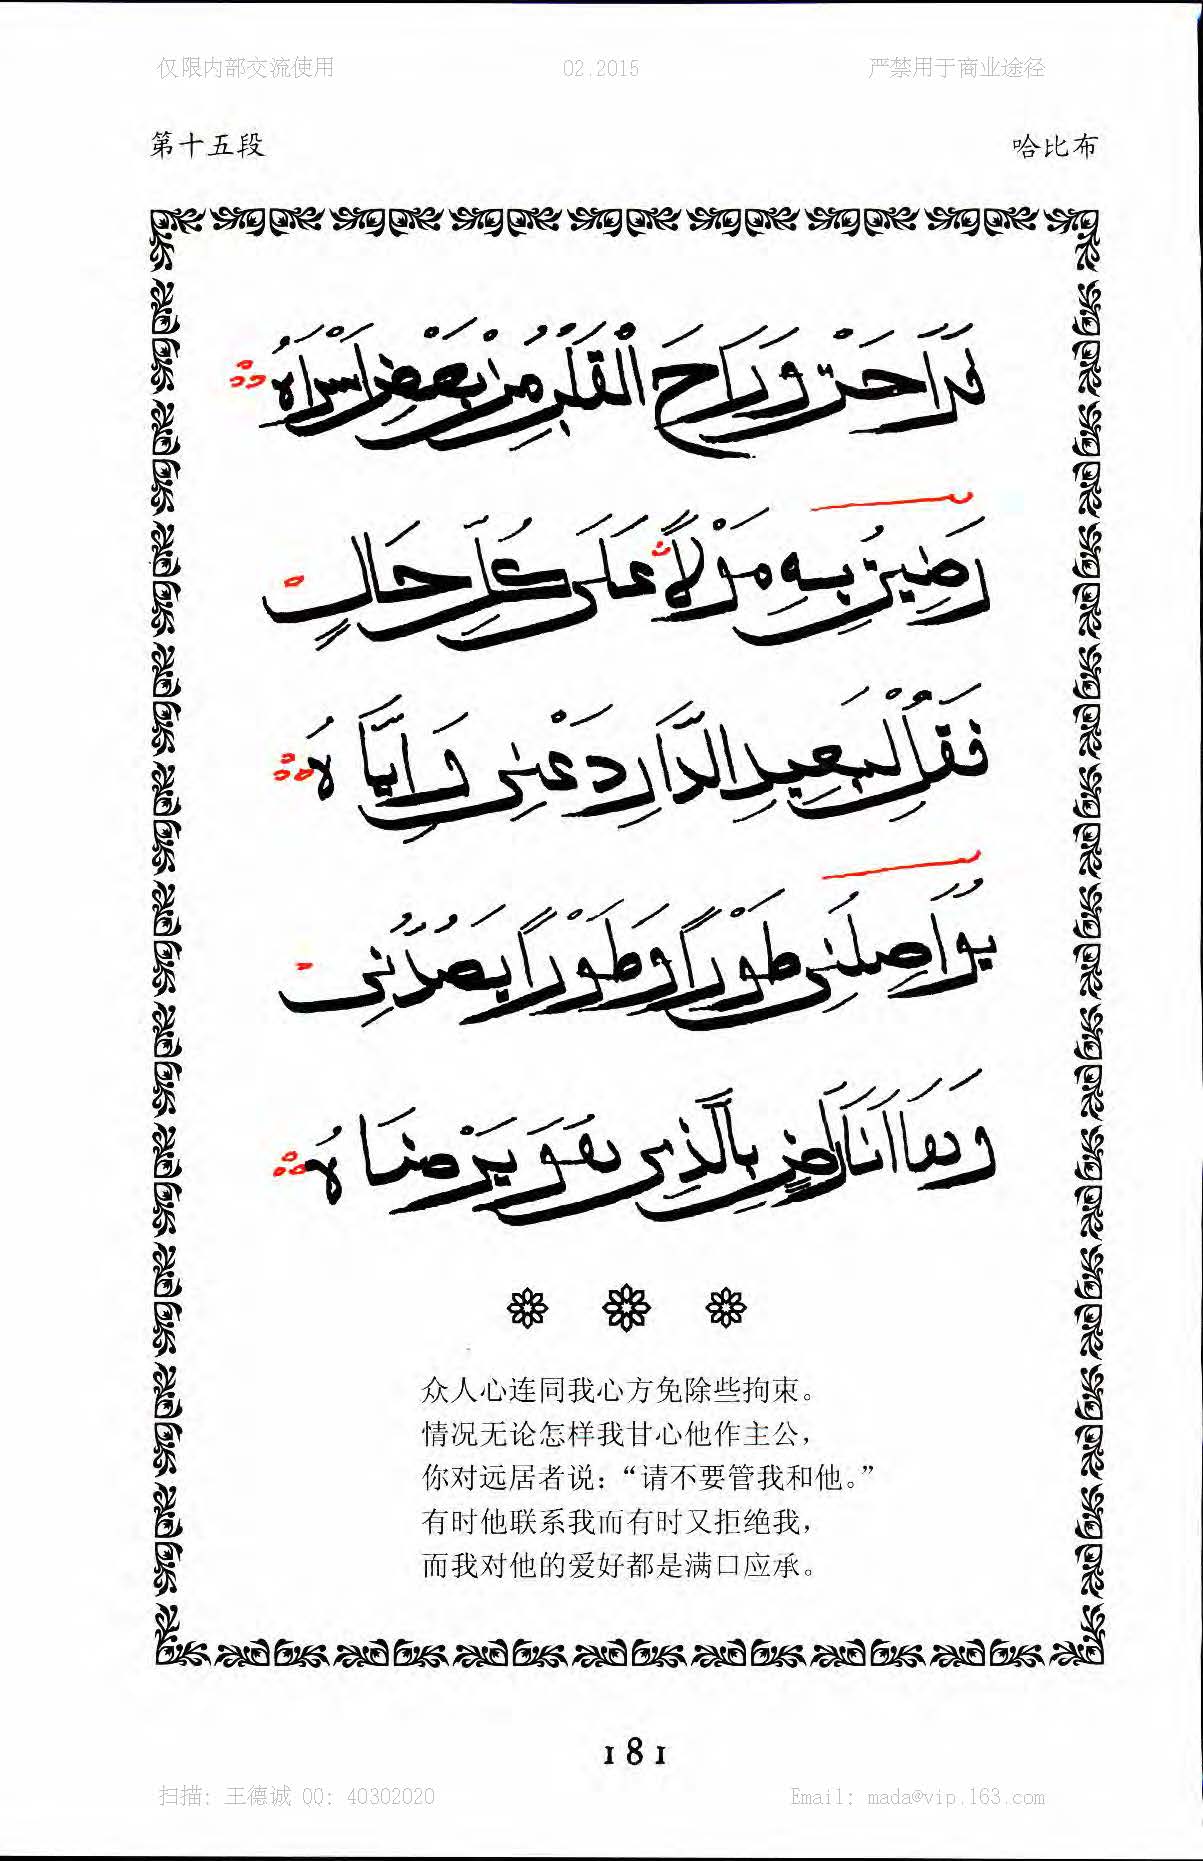 仅限内部交流使用 02.2015 严禁用于商业途径
第十五段 哈比布
وَرَاحَ الْقَلْبُ مِنْ بَعْضِ
رَضِيتُ بِهِ مَوْلًا عَلَى كُلِّ حَالٍ
فَقُلْ لِبَعِيدِ الدَّارِ دَعْنِي وَإِيَّاهُ
يُوَاصِلُنِي طَوْرًا وَطَوْرًا يَصُدُّنِي
وَهَا أَنَا رَاضٍ بِالَّذِي هُوَ يَرْضَاهُ
众人心连同我心方免除些拘束。
情况无论怎样我甘心他作主公，
你对远居者说：“请不要管我和他。”
有时他联系我而有时又拒绝我，
而我对他的爱好都是满口应承。
181
扫描: 王德诚 QQ: 40302020 Email: mada@vip.163.com